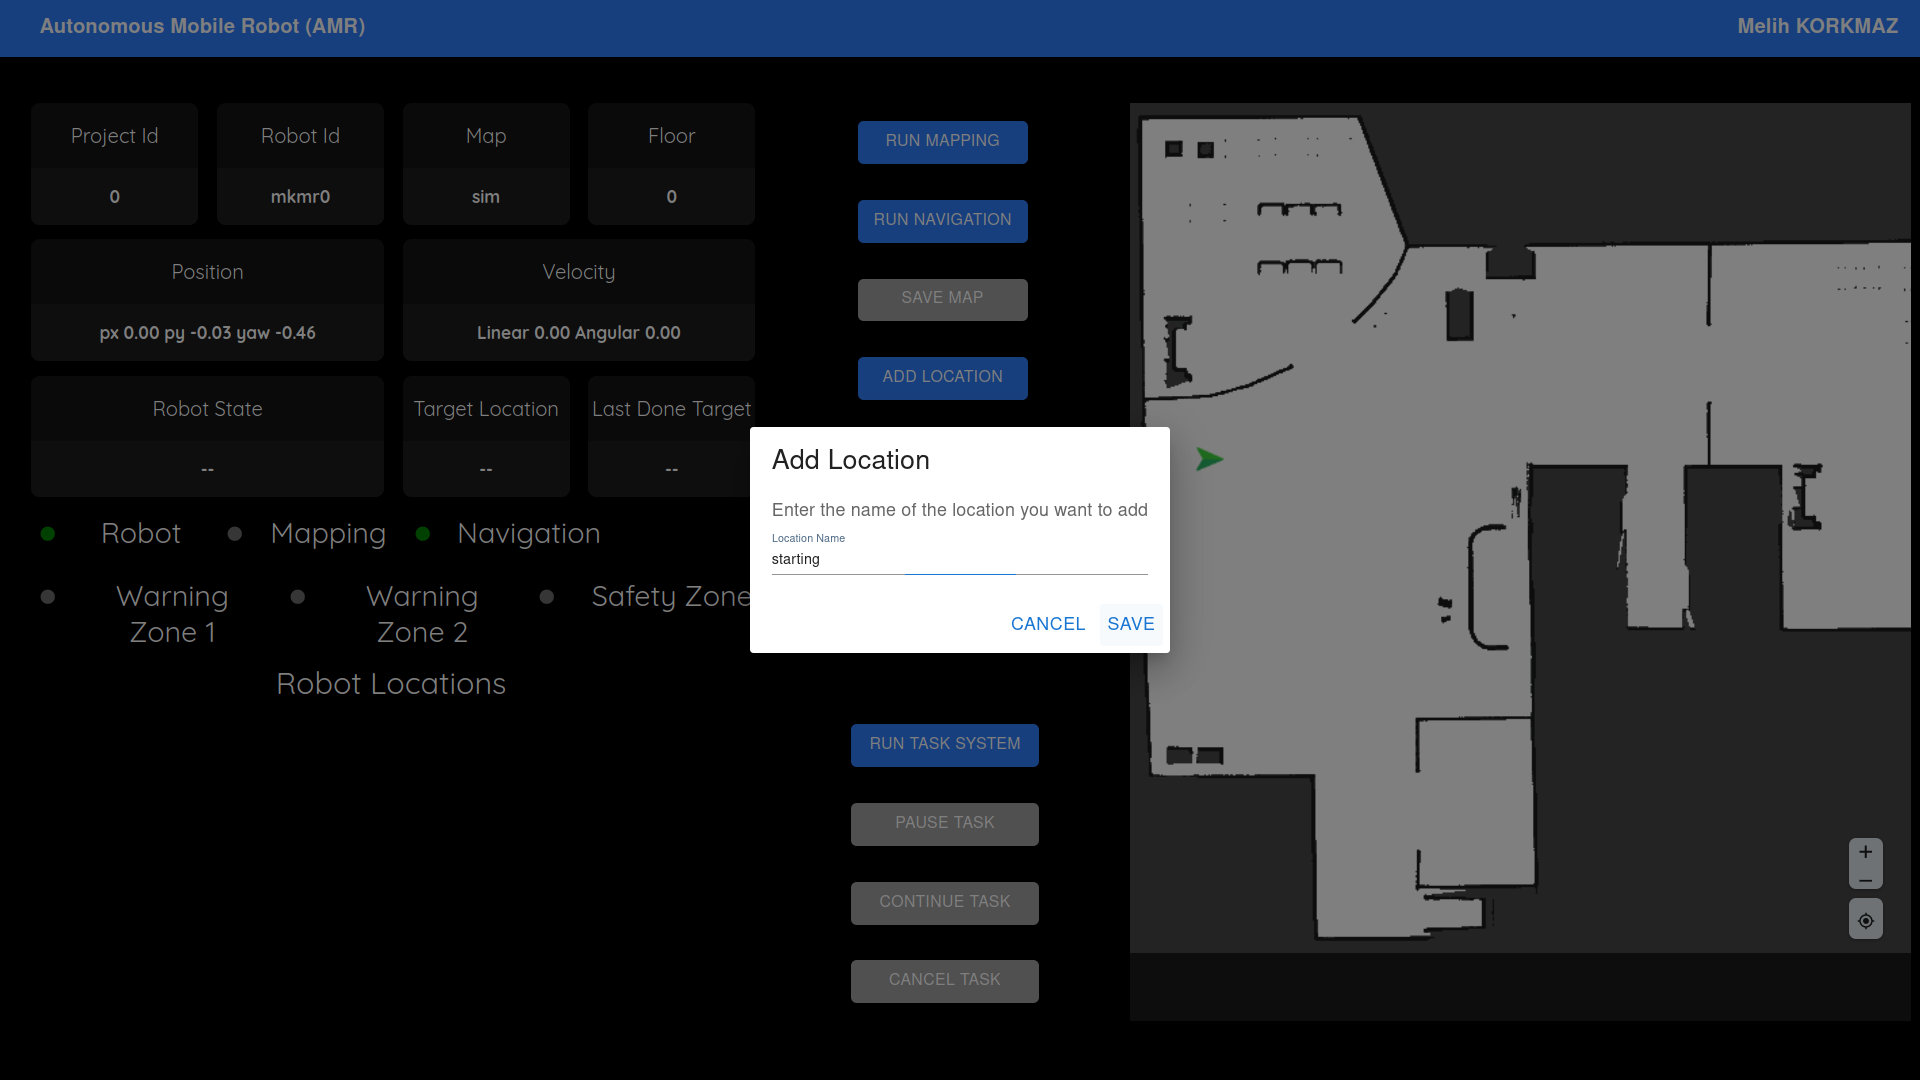 Autonomous Mobile Robot (AMR)
Melih KORKMAZ
Project Id
0
Robot Id
mkmr0
Map
sim
Floor
0
Position
px 0.00 py -0.03 yaw -0.46
Velocity
Linear 0.00 Angular 0.00
Robot State
--
Target Location
--
Last Done Target
--
Robot
Mapping
Navigation
Warning
Zone 1
Warning
Zone 2
Safety Zone
Robot Locations
RUN MAPPING
RUN NAVIGATION
SAVE MAP
ADD LOCATION
Add Location
Enter the name of the location you want to add
Location Name
starting
CANCEL
SAVE
RUN TASK SYSTEM
PAUSE TASK
CONTINUE TASK
CANCEL TASK
+
−